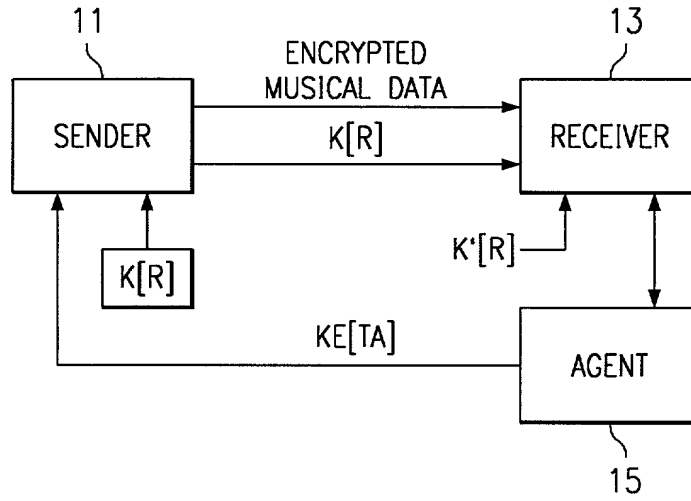 11
13
ENCRYPTED
MUSICAL DATA
SENDER
RECEIVER
K[R]
K[R]
K'[R]
KE[TA]
AGENT
15